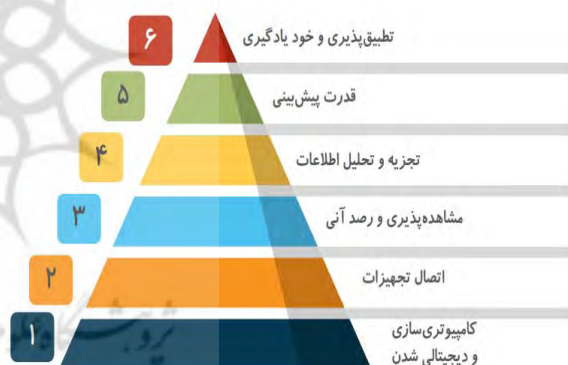 ۶
تطبیق‌پذیری و خود یادگیری
۵
قدرت پیش‌بینی
۴
تجزیه و تحلیل اطلاعات
۳
مشاهده‌پذیری و رصد آنی
۲
اتصال تجهیزات
۱
کامپیوتری‌سازی
و دیجیتالی شدن